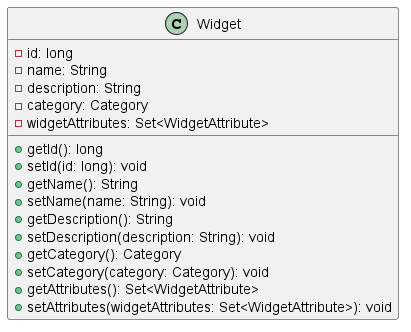 C Widget
id: long
name: String
description: String
category: Category
widgetAttributes: Set<WidgetAttribute>
getId(): long
setId(id: long): void
getName(): String
setName(name: String): void
getDescription(): String
setDescription(description: String): void
getCategory(): Category
setCategory(category: Category): void
getAttributes(): Set<WidgetAttribute>
setAttributes(widgetAttributes: Set<WidgetAttribute>): void